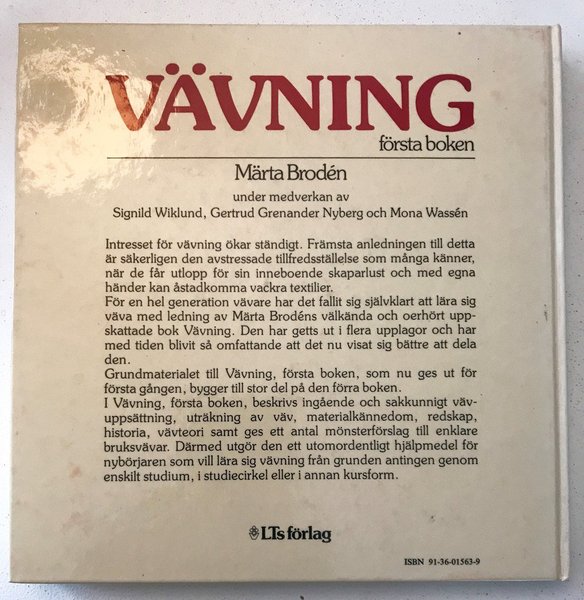 VÄVNING
första boken
Märta Brodén
under medverkan av
Signild Wiklund, Gertrud Grenander Nyberg och Mona Wassén
Intresset för vävning ökar ständigt. Främsta anledningen till detta
är säkerligen den avstressade tillfredsställelse som många känner,
när de får utlopp för sin inneboende skaparlust och med egna
händer kan åstadkomma vackra textilier.
För en hel generation vävare har det fallit sig självklart att lära sig
väva med ledning av Märta Brodéns välkända och oerhört upp-
skattade bok Vävning. Den har getts ut i flera upplagor och har
med tiden blivit så omfattande att det nu visat sig bättre att dela
den.
Grundmaterialet till Vävning, första boken, som nu ges ut för
första gången, bygger till stor del på den förra boken.
I Vävning, första boken, beskrivs ingående och sakkunnigt väv-
uppsättning, uträkning av väv, materialkännedom, redskap,
historia, vävteori samt ges ett antal mönsterförslag till enklare
bruksvävar. Därmed utgör den ett utomordentligt hjälpmedel för
nybörjaren som vill lära sig vävning från grunden antingen genom
enskilt studium, i studiecirkel eller i annan kursform.
LTs förlag
ISBN 91-36-01563-9